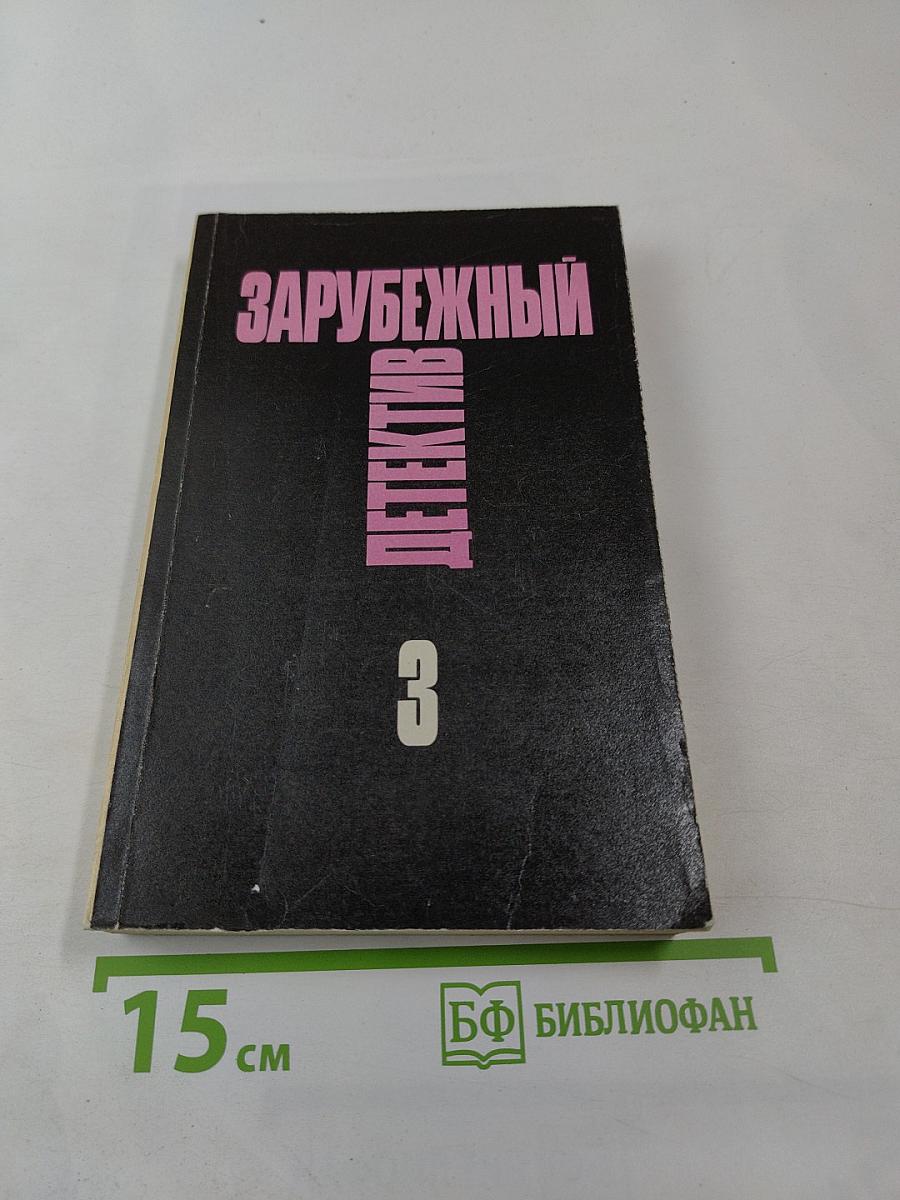 ЗАРУБЕЖНЫЙ
ДЕТЕКТИВ
3
15 см
БФ БИБЛИОФАН